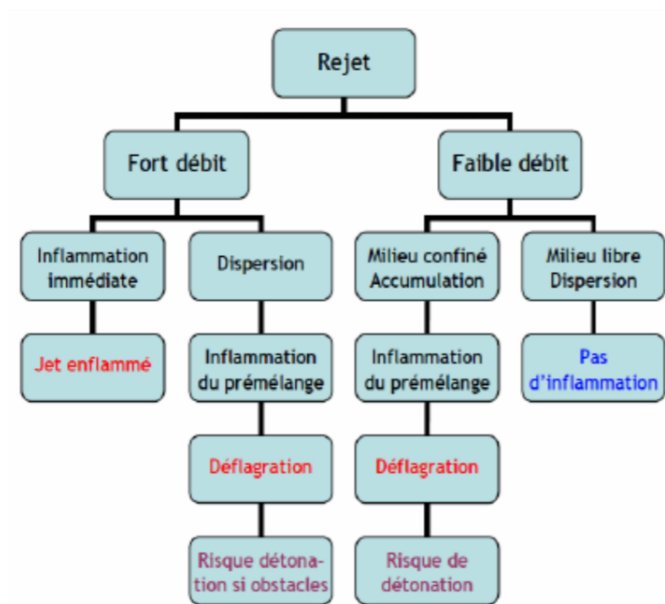 Rejet
Fort débit
Faible débit
Inflammation
immédiate
Dispersion
Milieu confiné
Accumulation
Milieu libre
Dispersion
Jet enflammé
Inflammation
du prémélange
Inflammation
du prémélange
Pas
d'inflammation
Déflagration
Déflagration
Risque détona-
tion si obstacles
Risque de
détonation